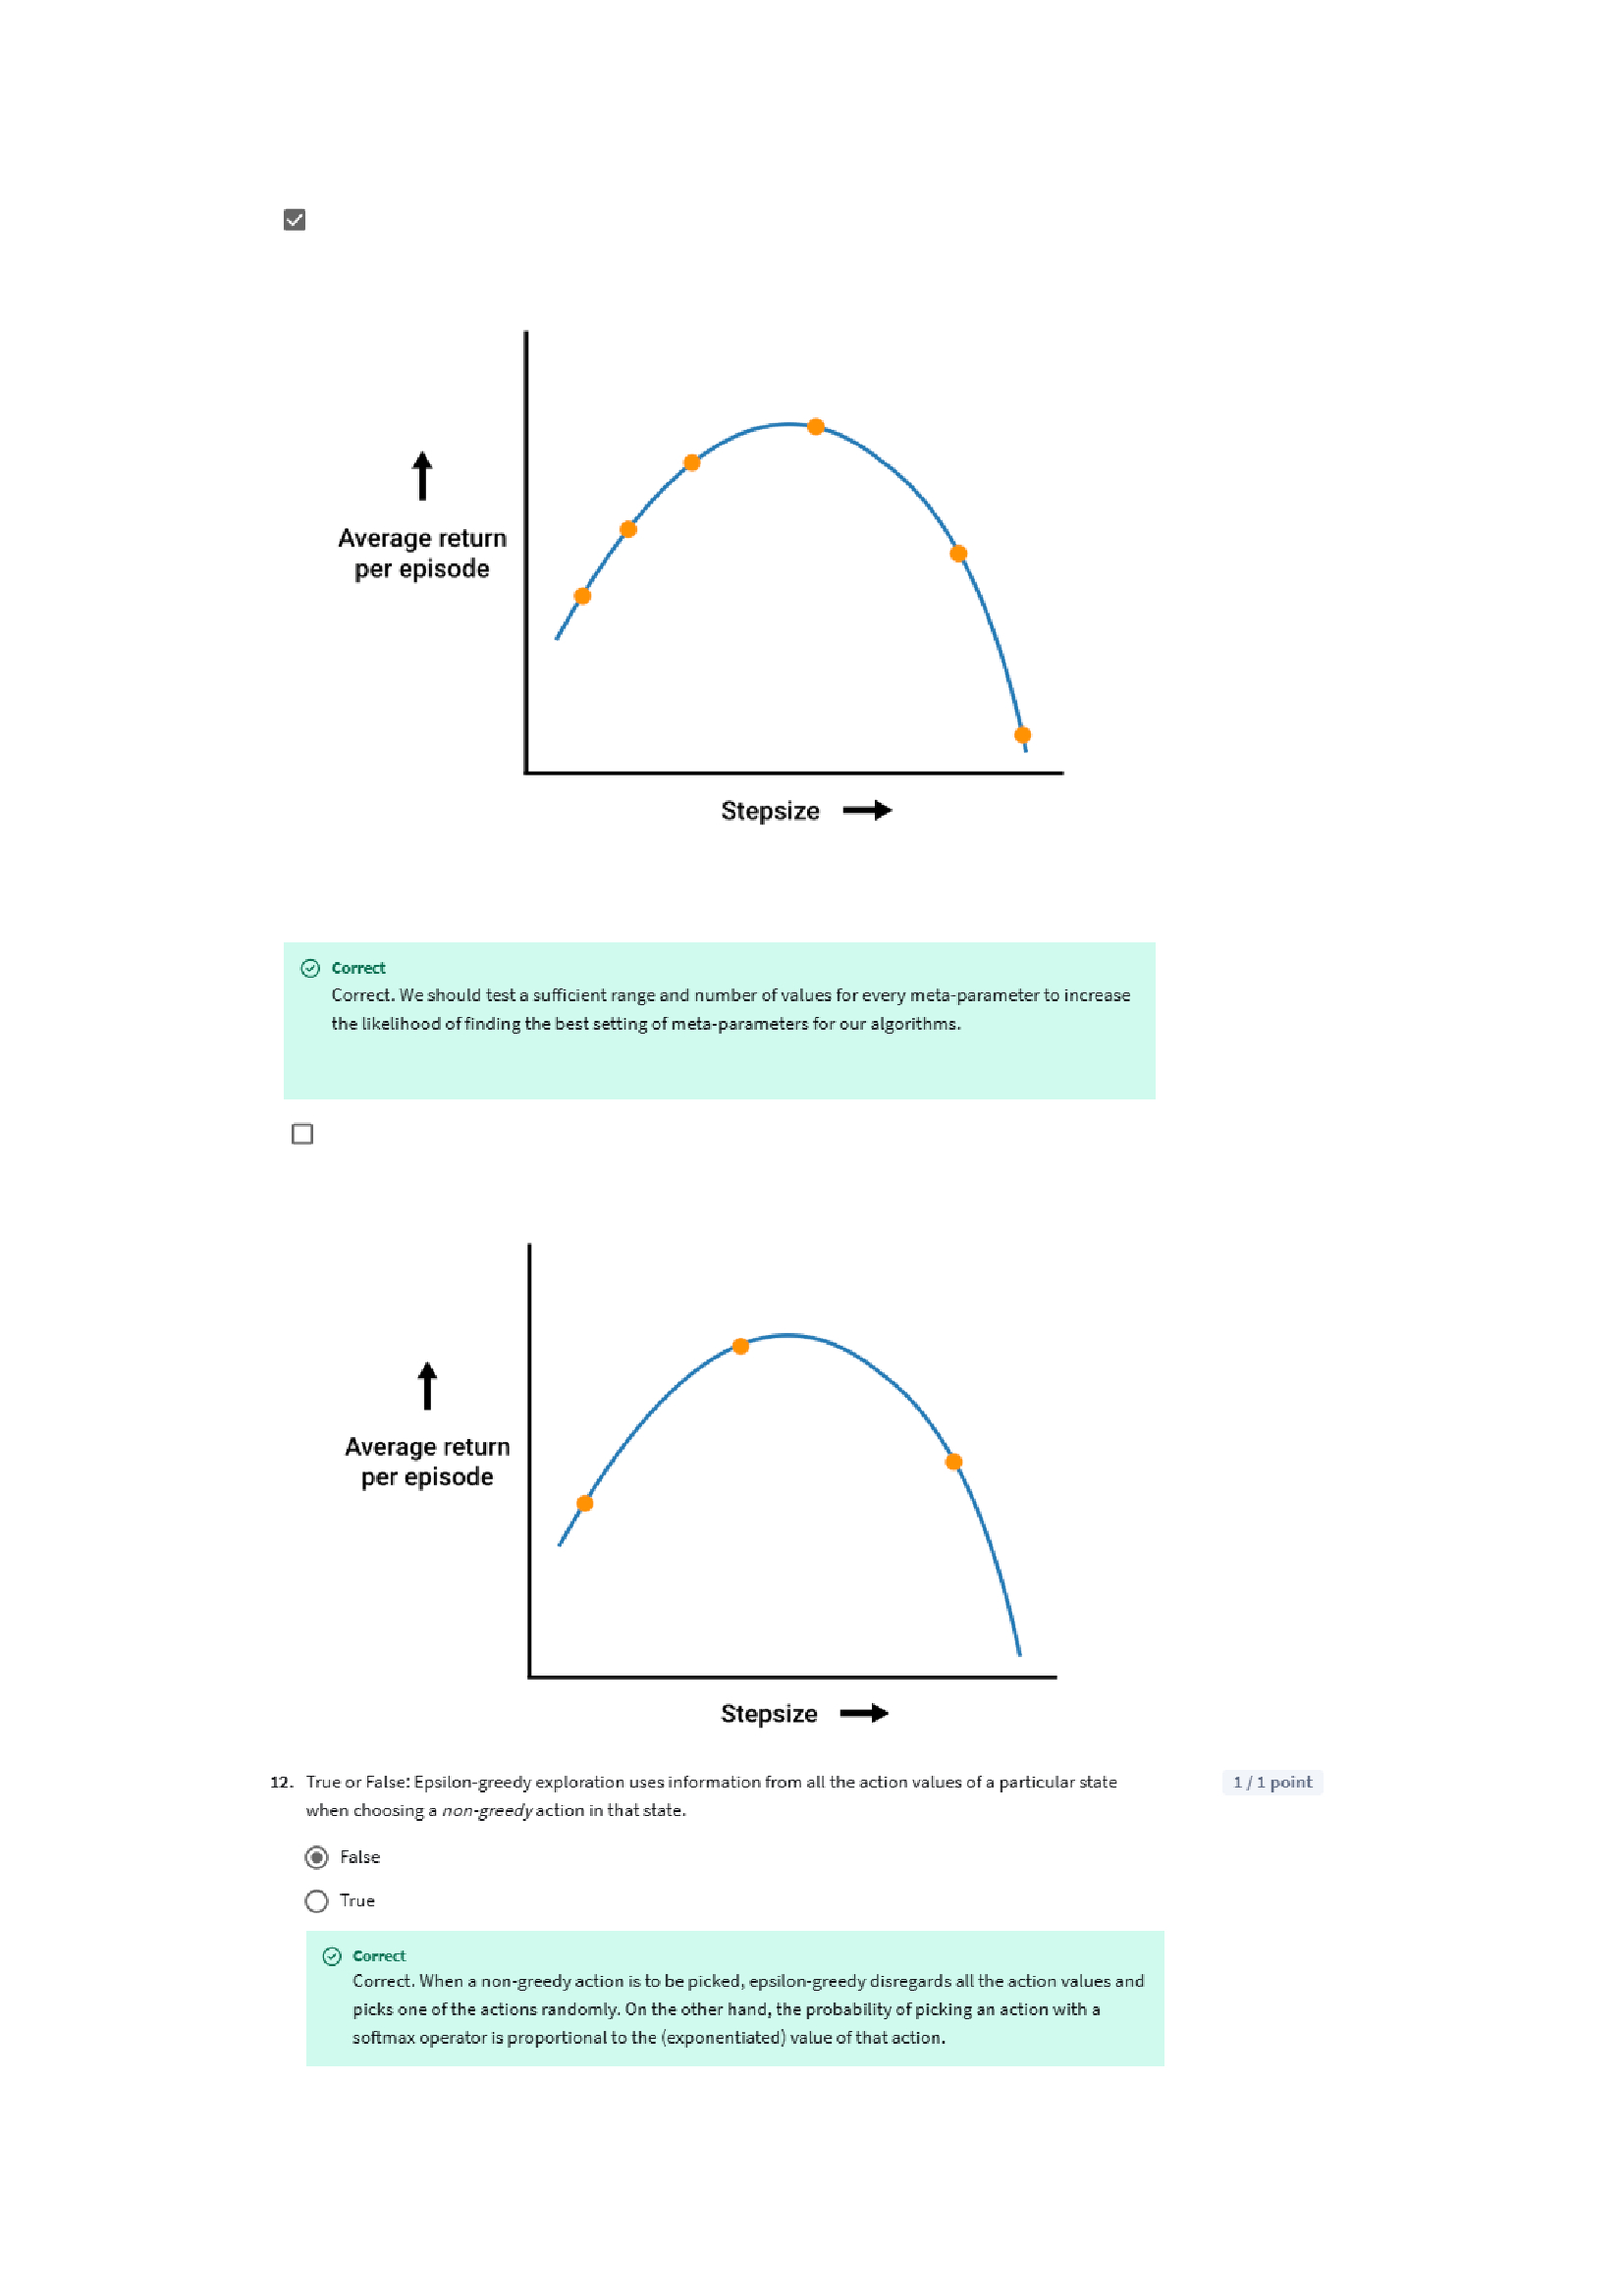 Average return
per episode
Stepsize
Correct
Correct. We should test a sufficient range and number of values for every meta-parameter to increase
the likelihood of finding the best setting of meta-parameters for our algorithms.
Average return
per episode
Stepsize
12. True or False: Epsilon-greedy exploration uses information from all the action values of a particular state
when choosing a non-greedy action in that state.
1 / 1 point
False
True
Correct
Correct. When a non-greedy action is to be picked, epsilon-greedy disregards all the action values and
picks one of the actions randomly. On the other hand, the probability of picking an action with a
softmax operator is proportional to the (exponentiated) value of that action.